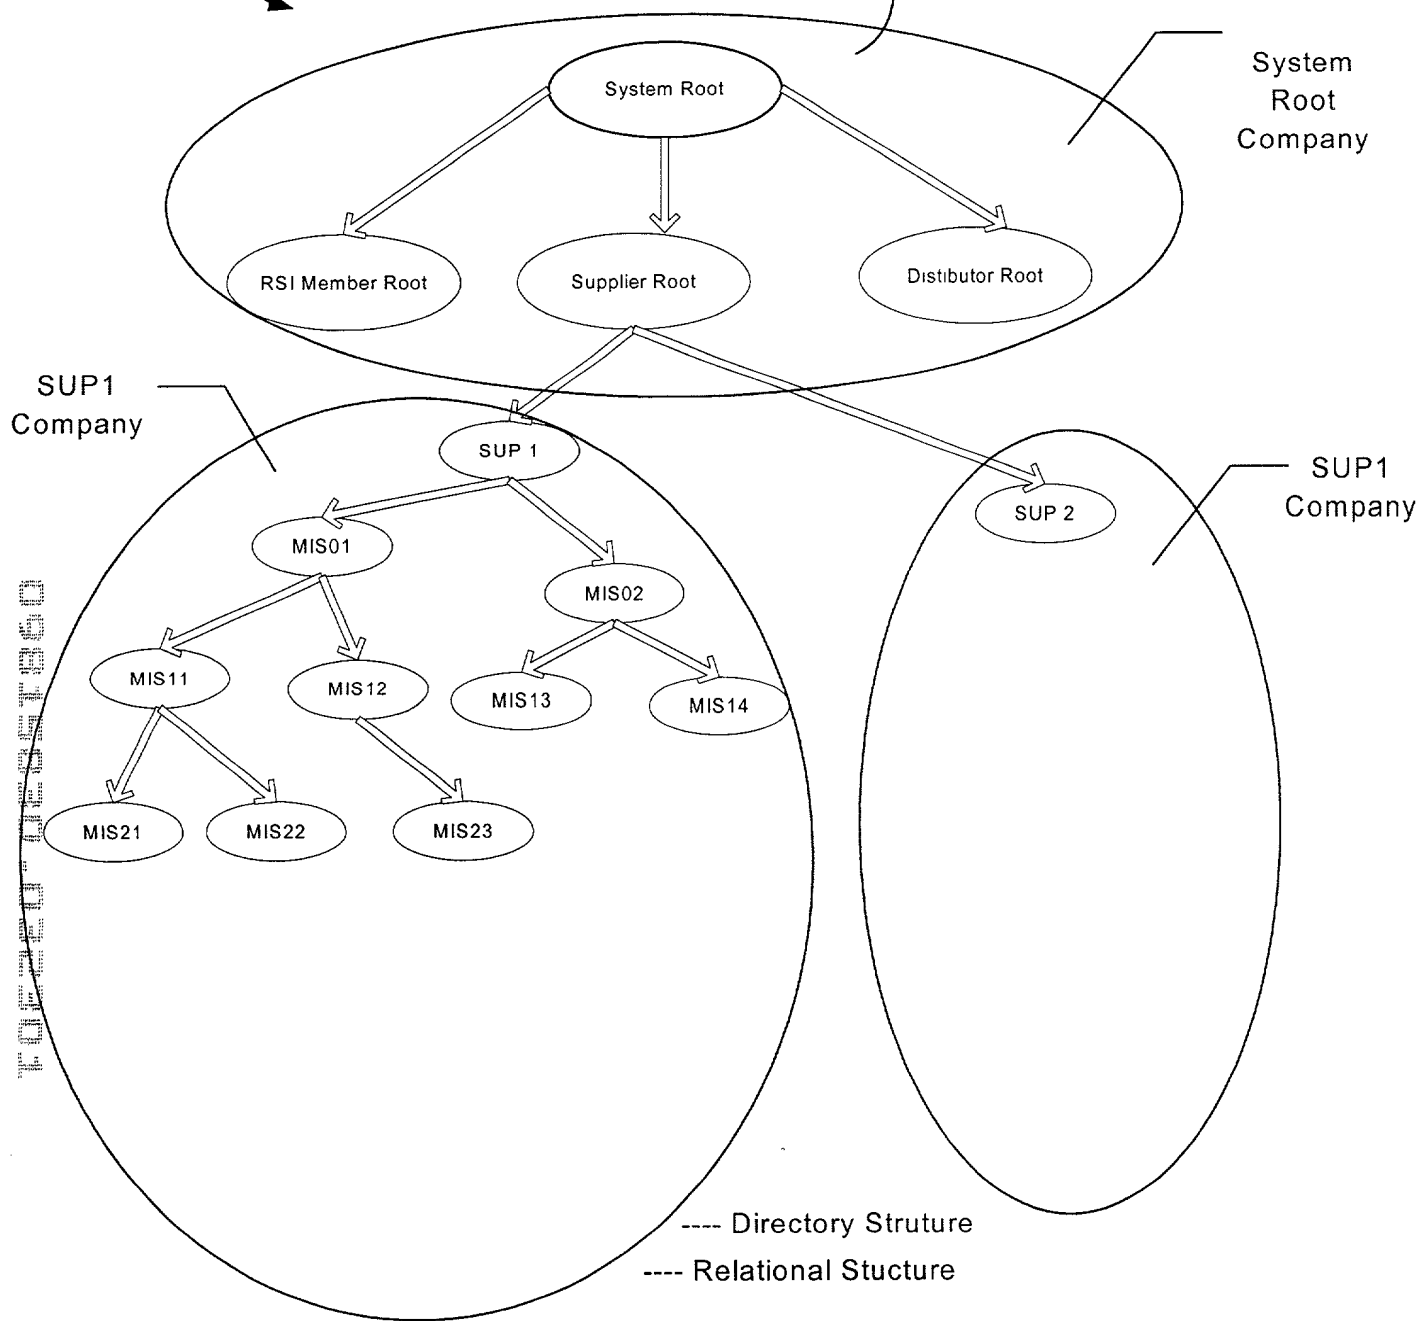 System Root
System
Root
Company
RSI Member Root
Supplier Root
Distibutor Root
SUP1
Company
SUP 1
SUP1
Company
SUP 2
MIS01
MIS02
MIS11
MIS12
MIS13
MIS14
MIS21
MIS22
MIS23
---- Directory Struture
---- Relational Stucture